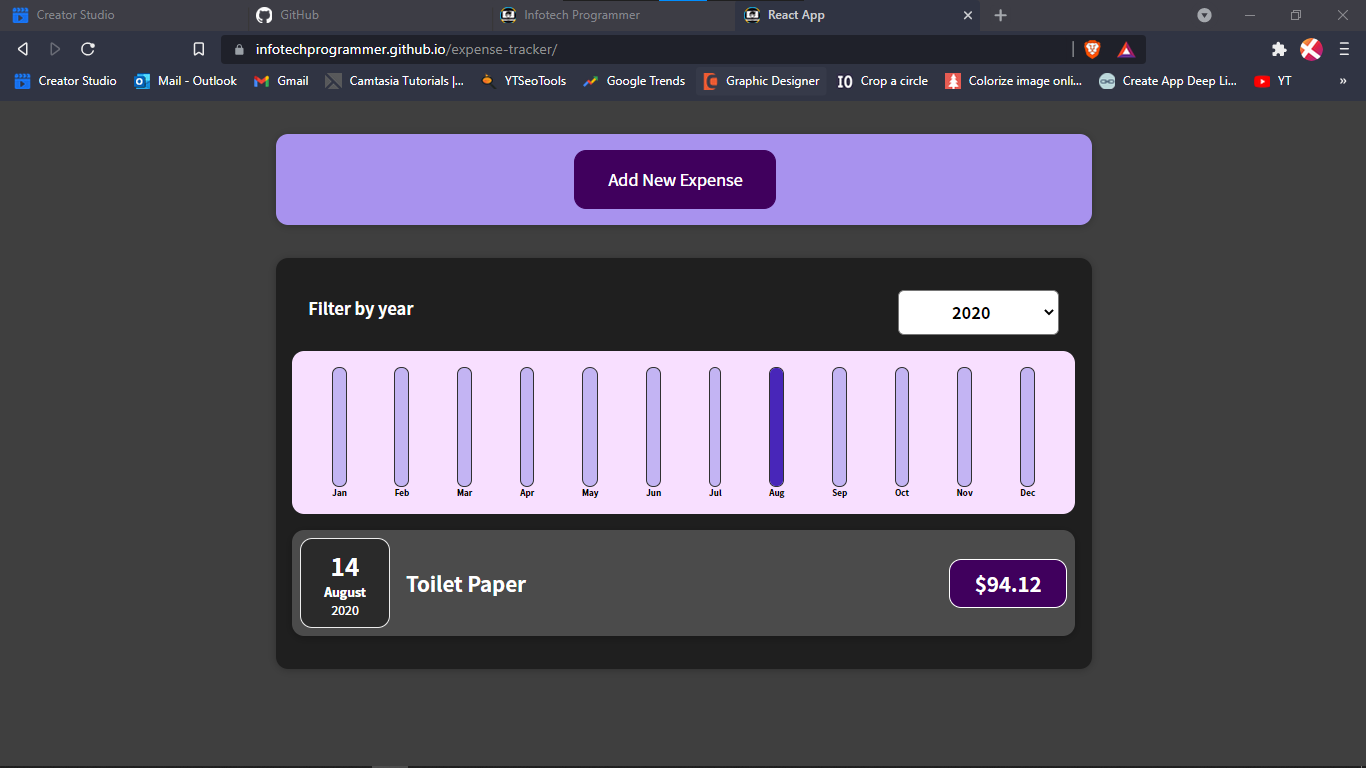 Creator Studio GitHub Infotech Programmer React App
infotechprogrammer.github.io/expense-tracker/
Creator Studio Mail - Outlook Gmail Camtasia Tutorials |... YTSeoTools Google Trends Graphic Designer Crop a circle Colorize image onli... Create App Deep Li... YT »
Add New Expense
Filter by year
2020
Jan Feb Mar Apr May Jun Jul Aug Sep Oct Nov Dec
14
August
2020
Toilet Paper
$94.12